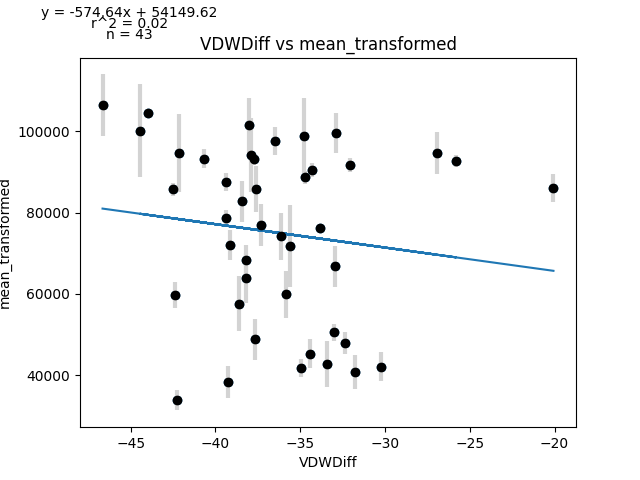 y = -574.64x + 54149.62
r^2 = 0.02
n = 43
VDWDiff vs mean_transformed
mean_transformed
100000
80000
60000
40000
−45 −40 −35 −30 −25 −20
VDWDiff